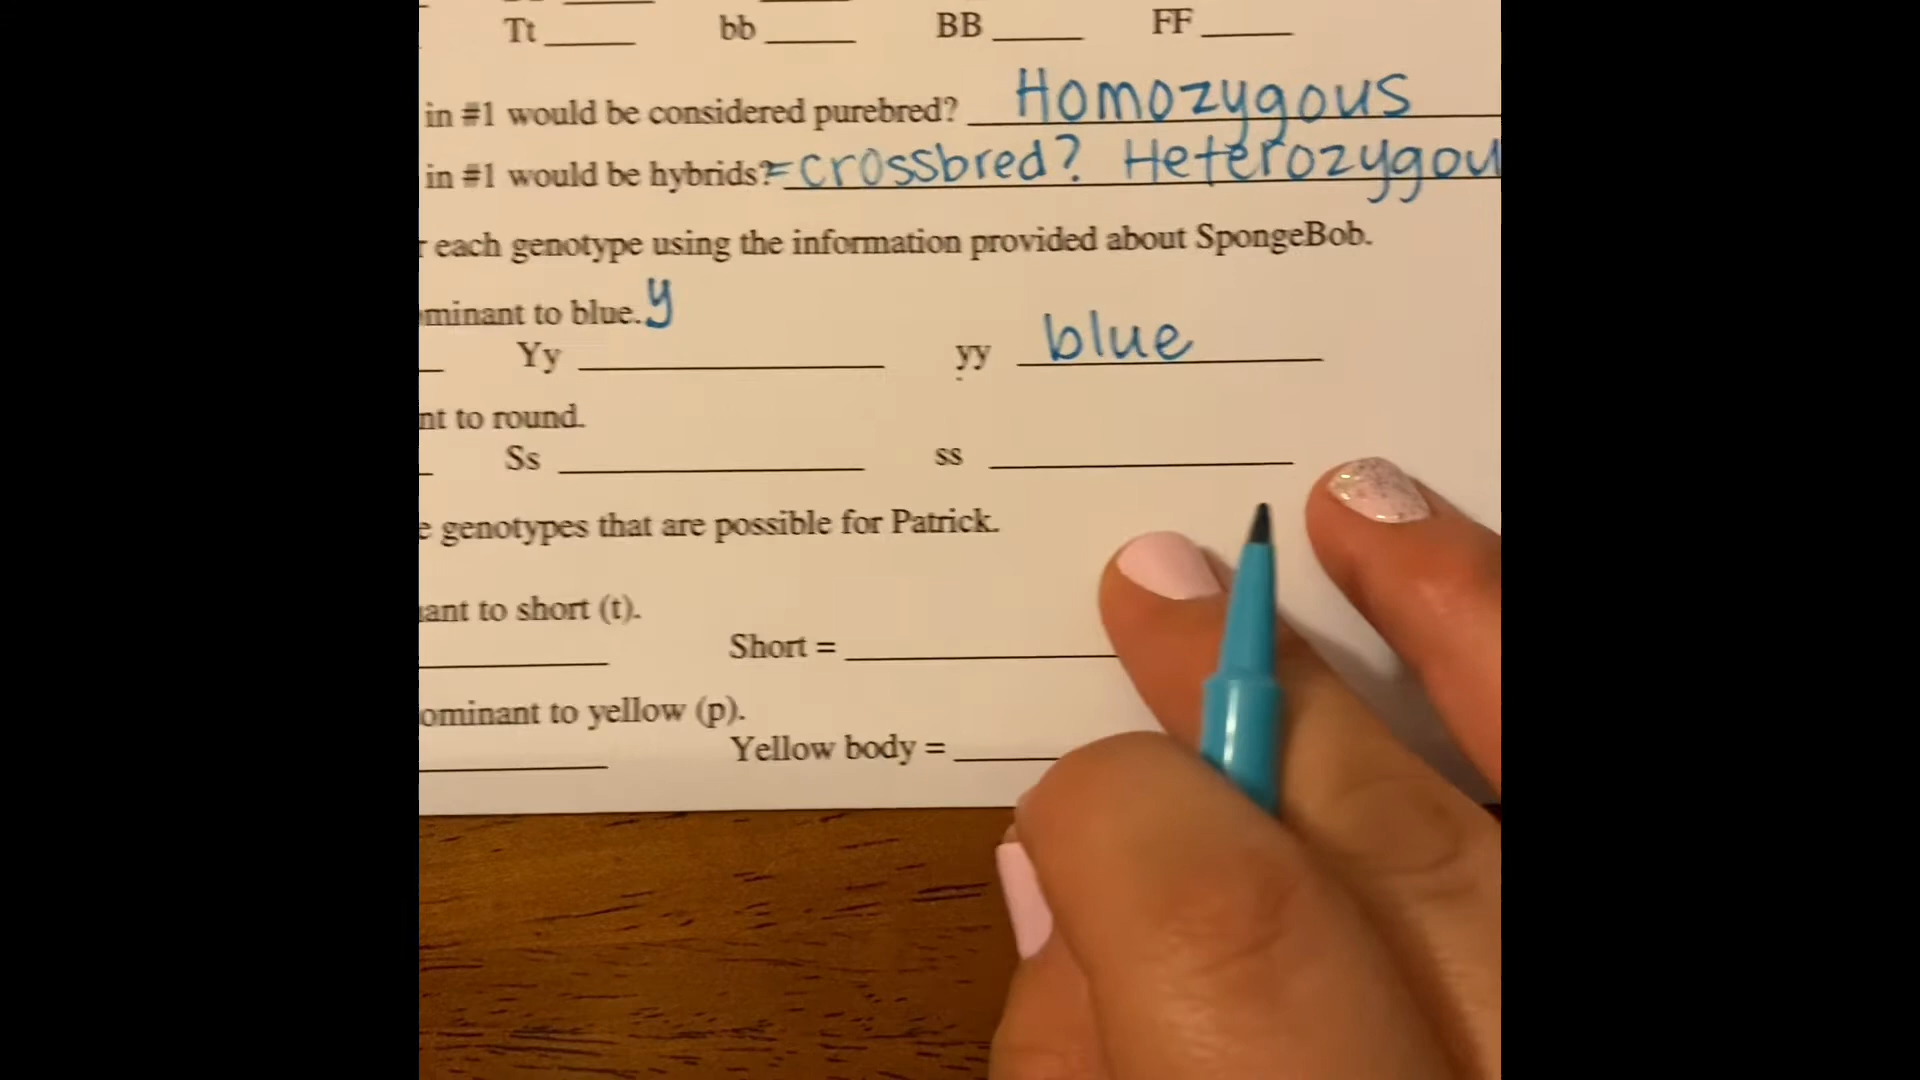 Tt _____ bb _____ BB _____ FF _____
in #1 would be considered purebred? Homozygous
in #1 would be hybrids? =crossbred? Heterozygou
r each genotype using the information provided about SpongeBob.
minant to blue. y
Yy _____ yy blue
nt to round.
Ss _____ ss _____
e genotypes that are possible for Patrick.
ant to short (t).
Short = _____
ominant to yellow (p).
Yellow body = _____